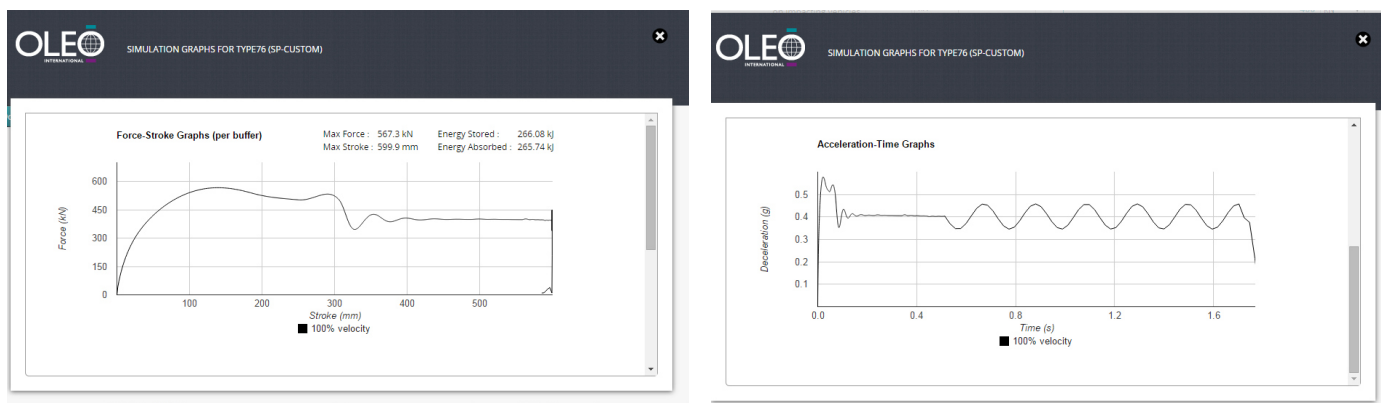 OLEO
INTERNATIONAL
SIMULATION GRAPHS FOR TYPE76 (SP-CUSTOM)
Force-Stroke Graphs (per buffer)
Max Force : 567.3 kN Energy Stored : 266.08 kJ
Max Stroke : 599.9 mm Energy Absorbed : 265.74 kJ
600
450
300
150
0
Force (kN)
100 200 300 400 500
Stroke (mm)
100% velocity
OLEO
INTERNATIONAL
SIMULATION GRAPHS FOR TYPE76 (SP-CUSTOM)
Acceleration-Time Graphs
0.5
0.4
0.3
0.2
0.1
Deceleration (g)
0.0 0.4 0.8 1.2 1.6
Time (s)
100% velocity